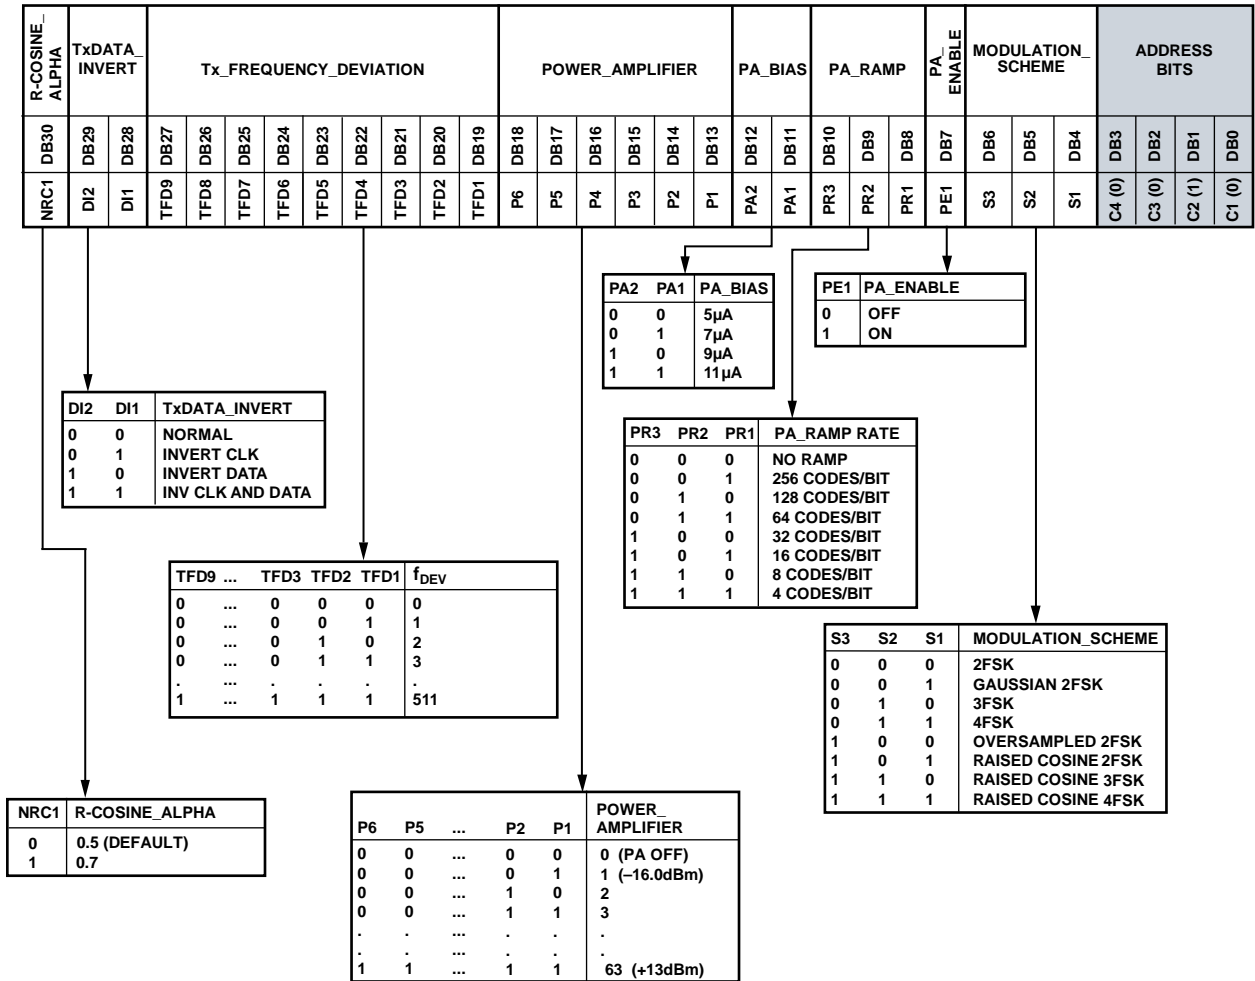 R-COSINE_ ALPHA
TxDATA_ INVERT
Tx_FREQUENCY_DEVIATION
POWER_AMPLIFIER
PA_BIAS
PA_RAMP
PA_ ENABLE
MODULATION_ SCHEME
ADDRESS BITS
DB30 DB29 DB28 DB27 DB26 DB25 DB24 DB23 DB22 DB21 DB20 DB19 DB18 DB17 DB16 DB15 DB14 DB13 DB12 DB11 DB10 DB9 DB8 DB7 DB6 DB5 DB4 DB3 DB2 DB1 DB0
NRC1 DI2 DI1 TFD9 TFD8 TFD7 TFD6 TFD5 TFD4 TFD3 TFD2 TFD1 P6 P5 P4 P3 P2 P1 PA2 PA1 PR3 PR2 PR1 PE1 S3 S2 S1 C4 (0) C3 (0) C2 (1) C1 (0)
PA2 PA1 PA_BIAS
0 0 5µA
0 1 7µA
1 0 9µA
1 1 11µA
PE1 PA_ENABLE
0 OFF
1 ON
DI2 DI1 TxDATA_INVERT
0 0 NORMAL
0 1 INVERT CLK
1 0 INVERT DATA
1 1 INV CLK AND DATA
PR3 PR2 PR1 PA_RAMP RATE
0 0 0 NO RAMP
0 0 1 256 CODES/BIT
0 1 0 128 CODES/BIT
0 1 1 64 CODES/BIT
1 0 0 32 CODES/BIT
1 0 1 16 CODES/BIT
1 1 0 8 CODES/BIT
1 1 1 4 CODES/BIT
TFD9 ... TFD3 TFD2 TFD1 fDEV
0 ... 0 0 0 0
0 ... 0 0 1 1
0 ... 0 1 0 2
0 ... 0 1 1 3
. ... . . . .
1 ... 1 1 1 511
S3 S2 S1 MODULATION_SCHEME
0 0 0 2FSK
0 0 1 GAUSSIAN 2FSK
0 1 0 3FSK
0 1 1 4FSK
1 0 0 OVERSAMPLED 2FSK
1 0 1 RAISED COSINE 2FSK
1 1 0 RAISED COSINE 3FSK
1 1 1 RAISED COSINE 4FSK
NRC1 R-COSINE_ALPHA
0 0.5 (DEFAULT)
1 0.7
POWER_
P6 P5 ... P2 P1 AMPLIFIER
0 0 ... 0 0 0 (PA OFF)
0 0 ... 0 1 1 (–16.0dBm)
0 0 ... 1 0 2
0 0 ... 1 1 3
. . ... . . .
. . ... . . .
1 1 ... 1 1 63 (+13dBm)